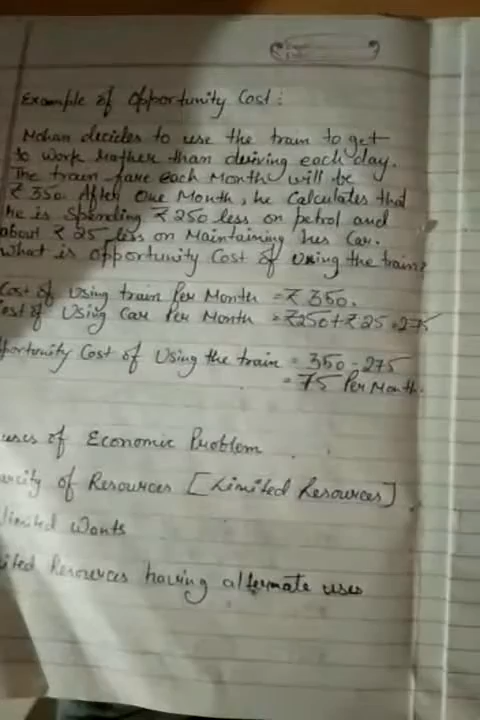 Example of Opportunity Cost:
Mohan decides to use the train to get
to work rather than driving each day.
The train fare each Month will be
₹ 350. After One Month, he Calculates that
he is Spending ₹ 250 less on petrol and
about ₹ 25 less on Maintaining his Car.
What is opportunity Cost of Using the train?
Cost of Using train Per Month = ₹ 350.
Cost of Using Car Per Month = ₹250+₹25=275
pportunity Cost of Using the train = 350-275
= 75 Per Month.
uses of Economic Problem
arcity of Resources [Limited Resources]
limited Wants
ited Resources having alternate uses